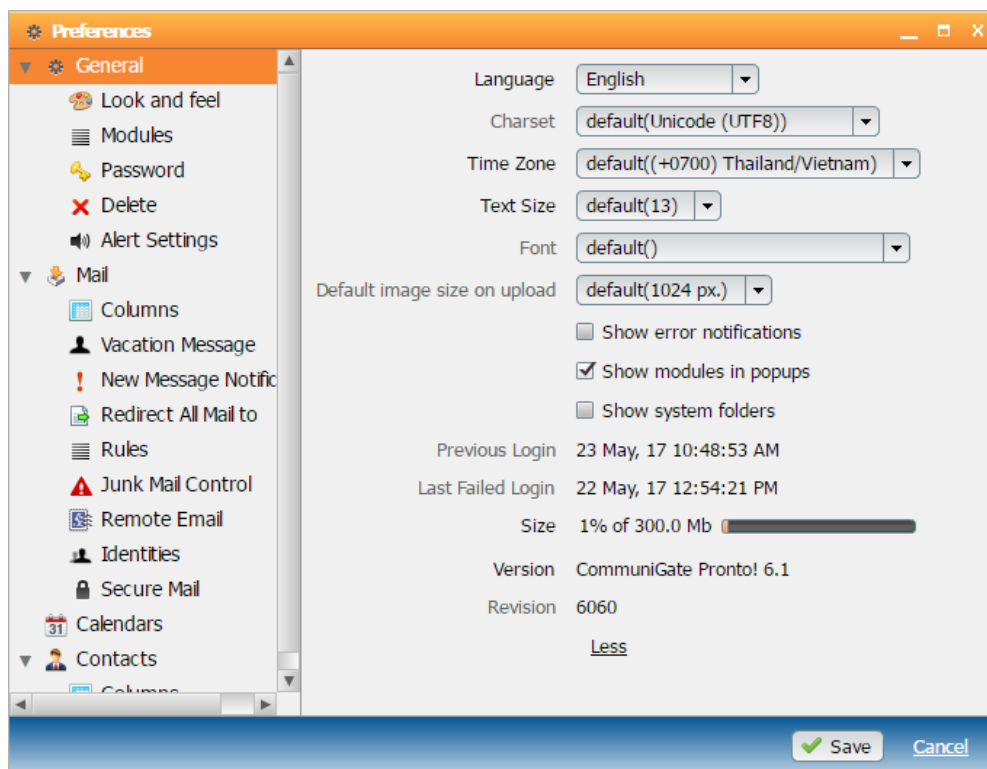 Preferences
General
Look and feel
Modules
Password
Delete
Alert Settings
Mail
Columns
Vacation Message
New Message Notific
Redirect All Mail to
Rules
Junk Mail Control
Remote Email
Identities
Secure Mail
31 Calendars
Contacts
Columns
Language English
Charset default(Unicode (UTF8))
Time Zone default((+0700) Thailand/Vietnam)
Text Size default(13)
Font default()
Default image size on upload default(1024 px.)
Show error notifications
Show modules in popups
Show system folders
Previous Login 23 May, 17 10:48:53 AM
Last Failed Login 22 May, 17 12:54:21 PM
Size 1% of 300.0 Mb
Version CommuniGate Pronto! 6.1
Revision 6060
Less
Save Cancel